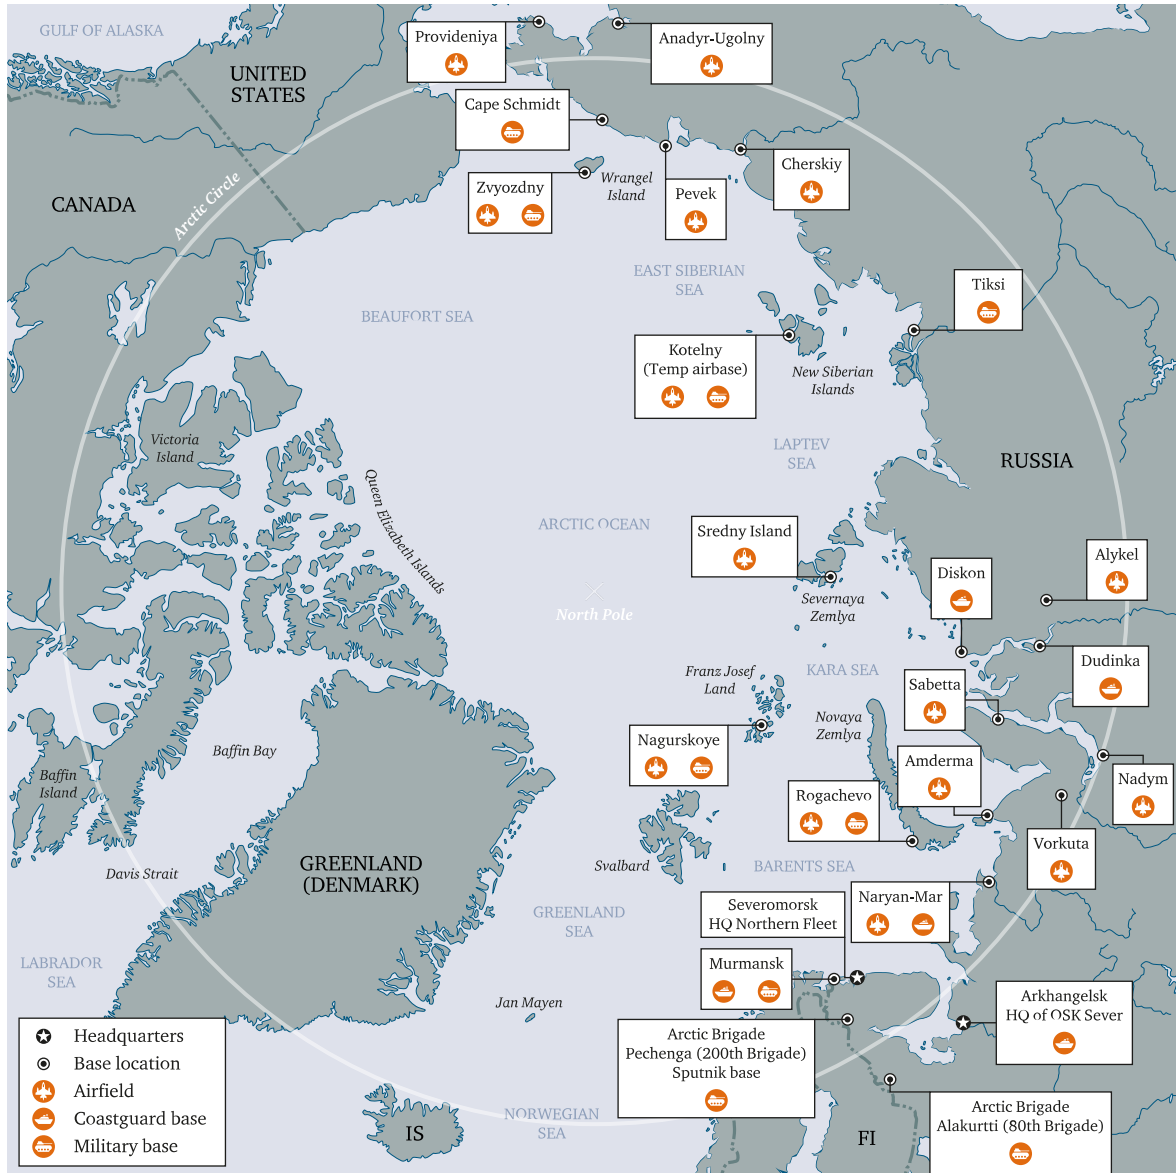 GULF OF ALASKA
Provideniya
Anadyr-Ugolny
UNITED
STATES
Cape Schmidt
Cherskiy
Zvyozdny
Wrangel
Island
Pevek
CANADA
Arctic Circle
EAST SIBERIAN
SEA
Tiksi
BEAUFORT SEA
Kotelny
(Temp airbase)
New Siberian
Islands
Victoria
Island
LAPTEV
SEA
RUSSIA
Queen Elizabeth Islands
ARCTIC OCEAN
Sredny Island
Alykel
Diskon
North Pole
Severnaya
Zemlya
Franz Josef
Land
KARA SEA
Dudinka
Sabetta
Novaya
Zemlya
Baffin Bay
Nagurskoye
Amderma
Nadym
Baffin
Island
Rogachevo
Vorkuta
GREENLAND
(DENMARK)
Davis Strait
Svalbard
BARENTS SEA
Naryan-Mar
Severomorsk
HQ Northern Fleet
GREENLAND
SEA
LABRADOR
SEA
Murmansk
Jan Mayen
Arkhangelsk
HQ of OSK Sever
Arctic Brigade
Pechenga (200th Brigade)
Sputnik base
NORWEGIAN
SEA
Arctic Brigade
Alakurtti (80th Brigade)
IS
FI
Headquarters
Base location
Airfield
Coastguard base
Military base